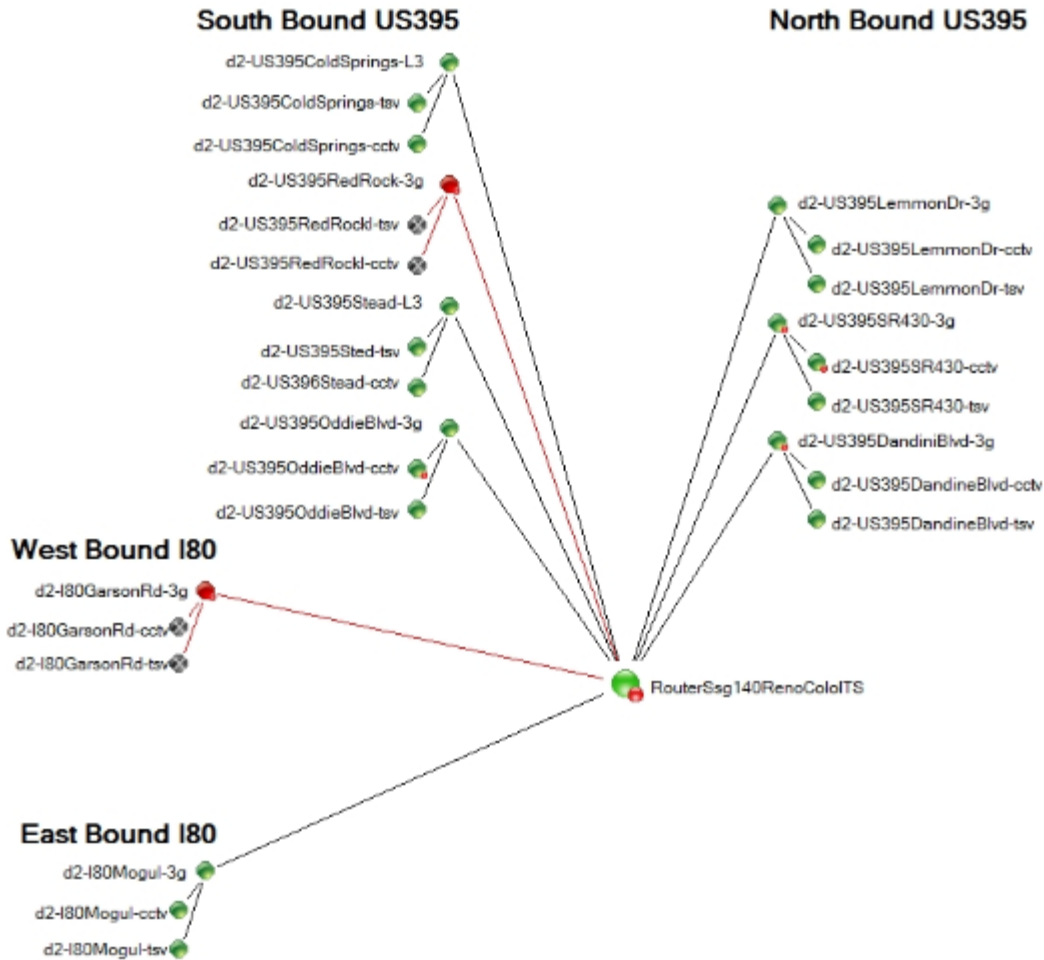 South Bound US395
d2-US395ColdSprings-L3
d2-US395ColdSprings-tsv
d2-US395ColdSprings-cctv
d2-US395RedRock-3g
d2-US395RedRockl-tsv
d2-US395RedRockl-cctv
d2-US395Stead-L3
d2-US395Sted-tsv
d2-US396Stead-cctv
d2-US395OddieBlvd-3g
d2-US395OddieBlvd-cctv
d2-US395OddieBlvd-tsv
North Bound US395
d2-US395LemmonDr-3g
d2-US395LemmonDr-cctv
d2-US395LemmonDr-tsv
d2-US395SR430-3g
d2-US395SR430-cctv
d2-US395SR430-tsv
d2-US395DandiniBlvd-3g
d2-US395DandineBlvd-cctv
d2-US395DandineBlvd-tsv
West Bound I80
d2-I80GarsonRd-3g
d2-I80GarsonRd-cctv
d2-I80GarsonRd-tsv
RouterSsg140RenoColoITS
East Bound I80
d2-I80Mogul-3g
d2-I80Mogul-cctv
d2-I80Mogul-tsv